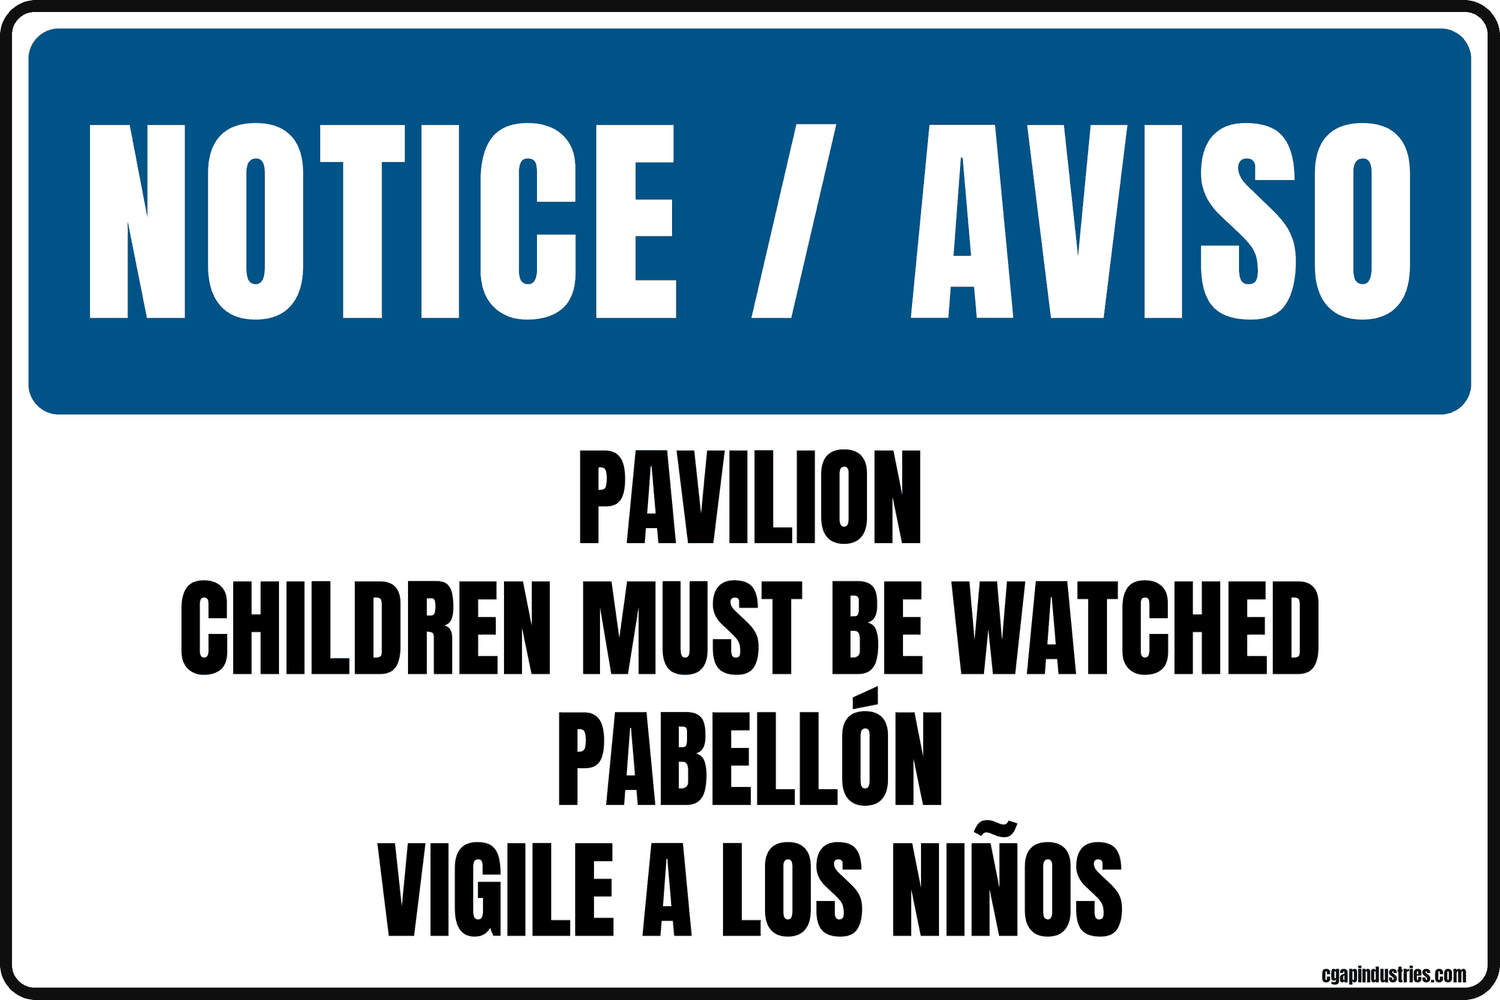 NOTICE / AVISO
PAVILION
CHILDREN MUST BE WATCHED
PABELLÓN
VIGILE A LOS NIÑOS
cgapindustries.com